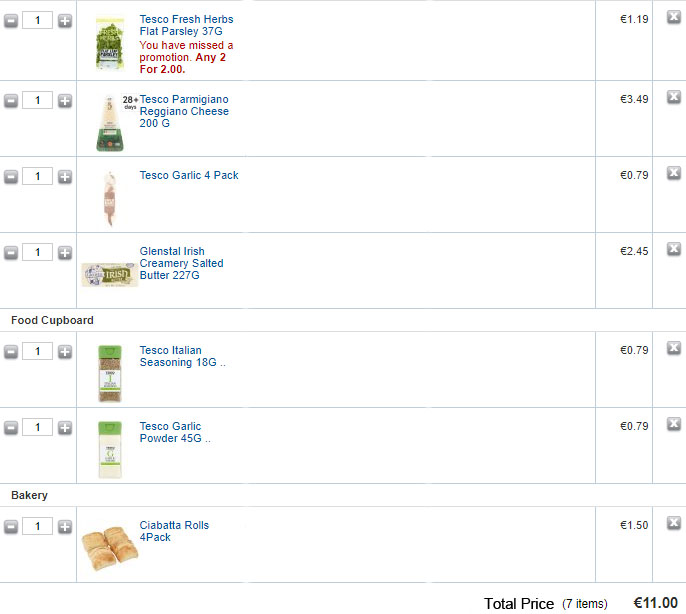 1
Tesco Fresh Herbs
Flat Parsley 37G
You have missed a
promotion. Any 2
For 2.00.
€1.19
1
28+
days
Tesco Parmigiano
Reggiano Cheese
200 G
€3.49
1
Tesco Garlic 4 Pack
€0.79
1
IRISH
Glenstal Irish
Creamery Salted
Butter 227G
€2.45
Food Cupboard
1
Tesco Italian
Seasoning 18G ..
€0.79
1
Tesco Garlic
Powder 45G ..
€0.79
Bakery
1
Ciabatta Rolls
4Pack
€1.50
Total Price (7 items) €11.00